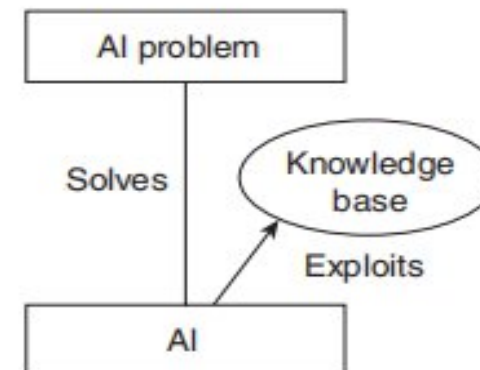 AI problem
Solves
Knowledge
base
Exploits
AI